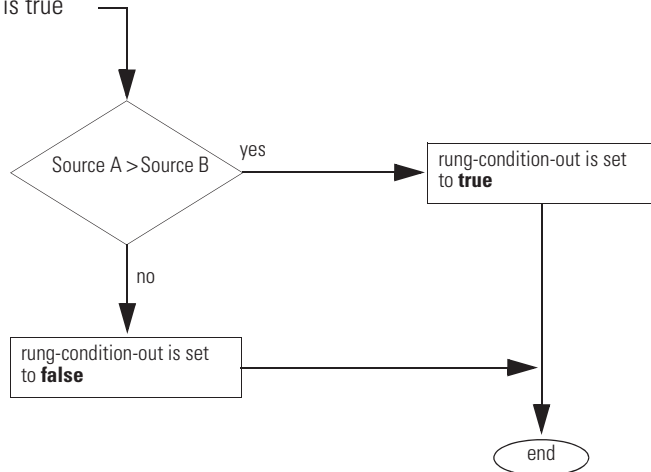 is true
Source A > Source B
yes
rung-condition-out is set
to true
no
rung-condition-out is set
to false
end